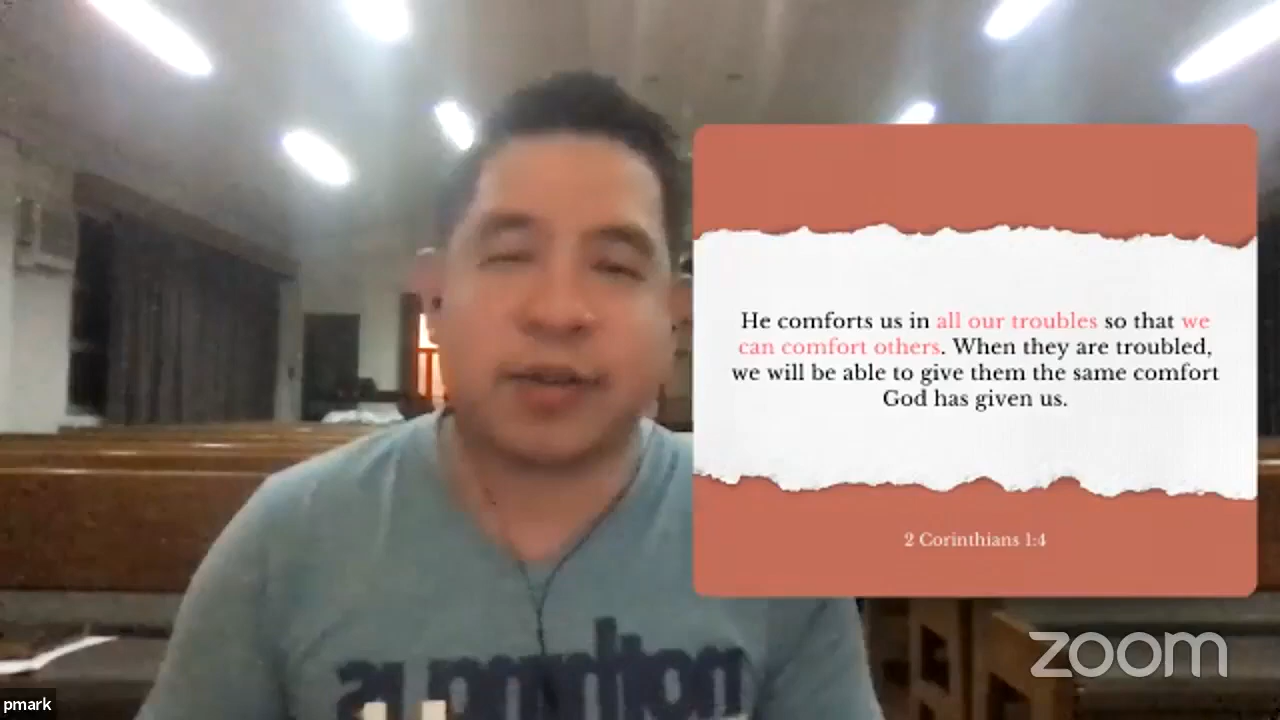 He comforts us in all our troubles so that we
can comfort others. When they are troubled,
we will be able to give them the same comfort
God has given us.
2 Corinthians 1:4
zoom
pmark